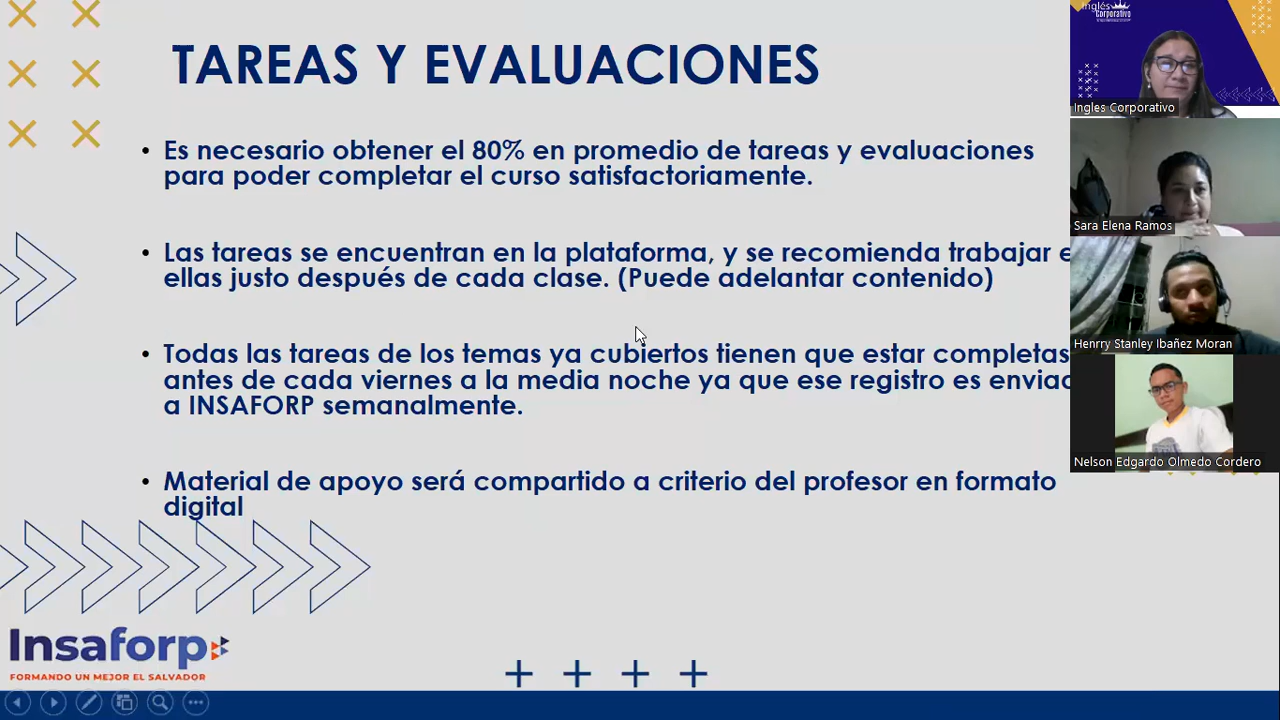 TAREAS Y EVALUACIONES
• Es necesario obtener el 80% en promedio de tareas y evaluaciones
para poder completar el curso satisfactoriamente.
• Las tareas se encuentran en la plataforma, y se recomienda trabajar e
ellas justo después de cada clase. (Puede adelantar contenido)
• Todas las tareas de los temas ya cubiertos tienen que estar completas
antes de cada viernes a la media noche ya que ese registro es enviad
a INSAFORP semanalmente.
• Material de apoyo será compartido a criterio del profesor en formato
digital
Insaforp
FORMANDO UN MEJOR EL SALVADOR
Inglés
Corporativo
Ingles Corporativo
Sara Elena Ramos
Henrry Stanley Ibañez Moran
Nelson Edgardo Olmedo Cordero